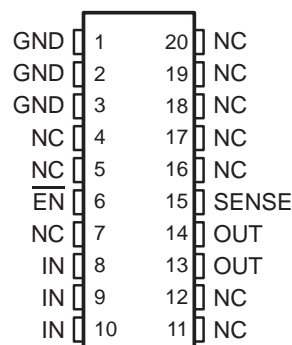 GND 1 20 NC
GND 2 19 NC
GND 3 18 NC
NC 4 17 NC
NC 5 16 NC
E̅N̅ 6 15 SENSE
NC 7 14 OUT
IN 8 13 OUT
IN 9 12 NC
IN 10 11 NC